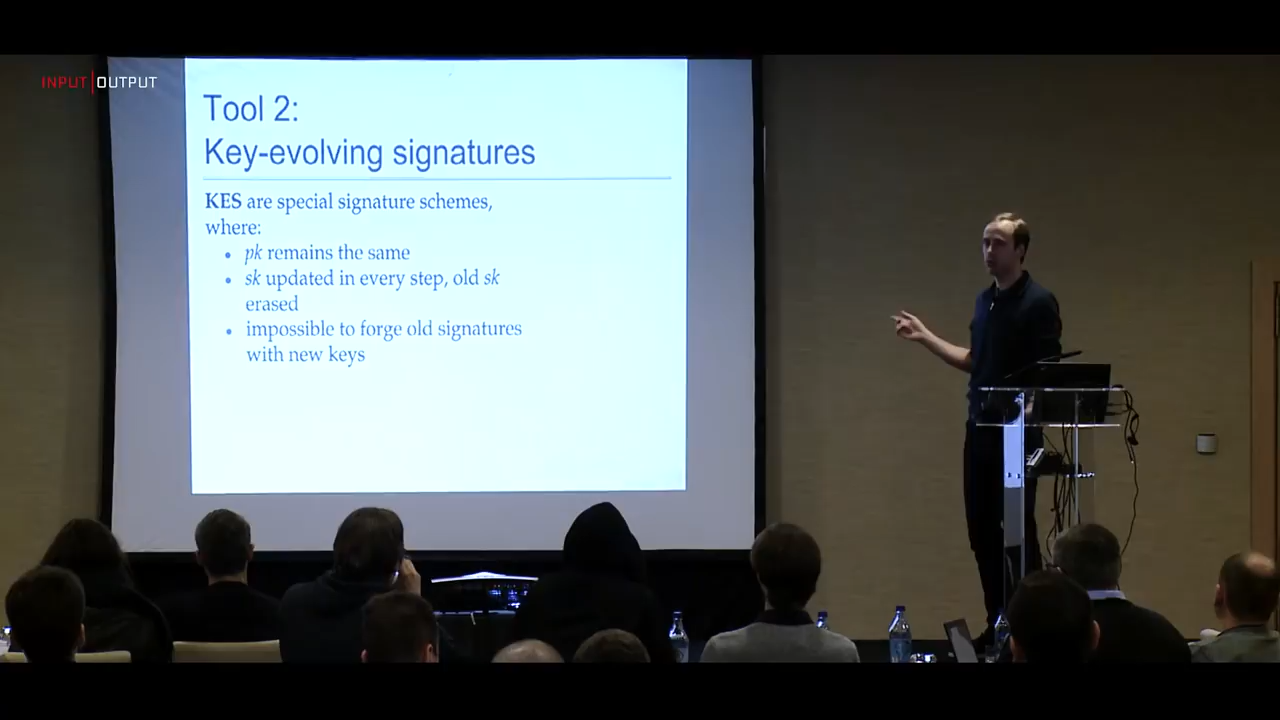 INPUT|OUTPUT
Tool 2:
Key-evolving signatures
KES are special signature schemes,
where:
• pk remains the same
• sk updated in every step, old sk
erased
• impossible to forge old signatures
with new keys